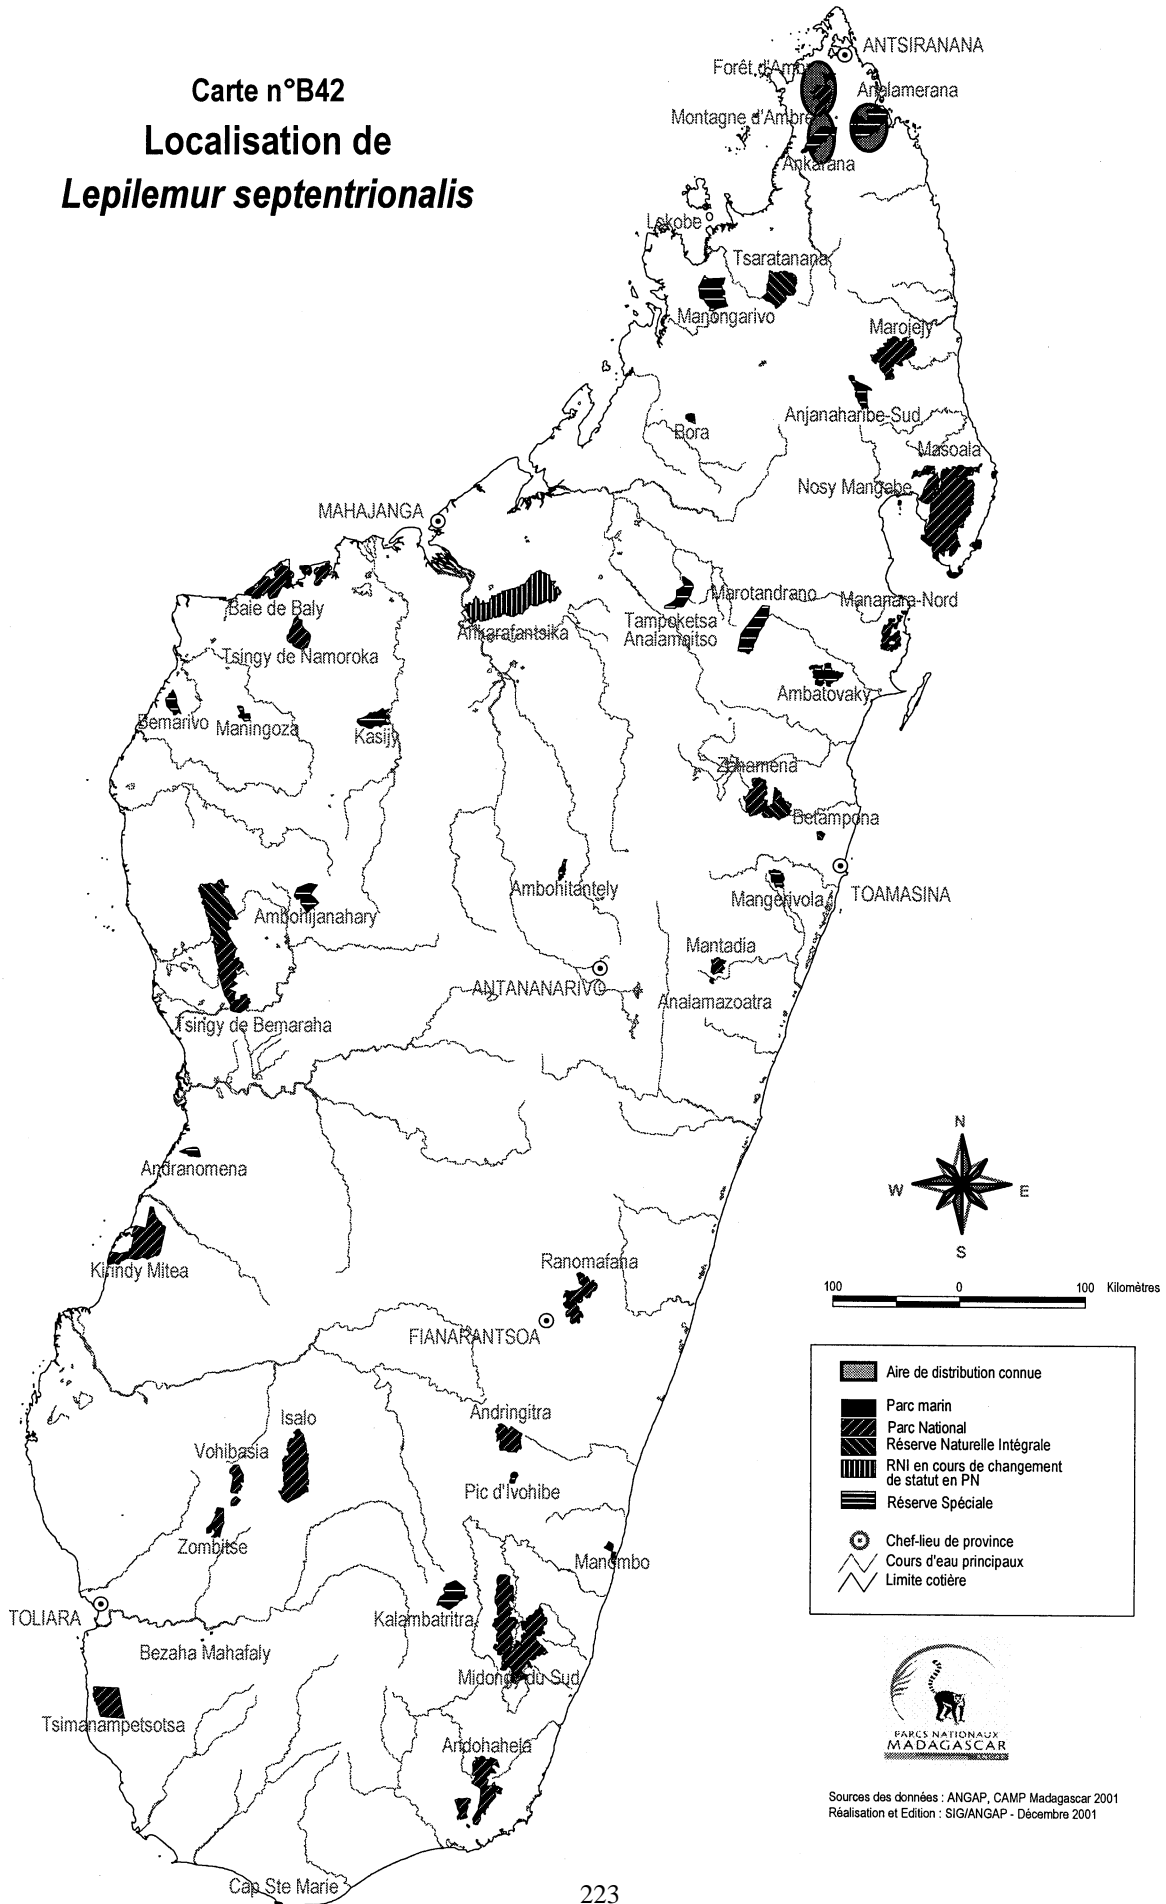 Carte n°B42
Localisation de
Lepilemur septentrionalis
ANTSIRANANA
Forêt d'Ambre
Analamerana
Montagne d'Ambre
Ankarana
Lokobe
Tsaratanana
Manongarivo
Marojejy
Anjanaharibe-Sud
Bora
Masoala
Nosy Mangabe
MAHAJANGA
Baie de Baly
Ankarafantsika
Marotandrano
Mananara-Nord
Tampoketsa
Analamaitso
Tsingy de Namoroka
Ambatovaky
Bemarivo
Maningoza
Kasijy
Zahamena
Betampona
Ambohitantely
TOAMASINA
Mangerivola
Ambohijanahary
Mantadia
ANTANANARIVO
Analamazoatra
Tsingy de Bemaraha
Andranomena
N
W
E
S
Kirindy Mitea
Ranomafana
100
0
100
Kilomètres
FIANARANTSOA
Aire de distribution connue
Parc marin
Parc National
Réserve Naturelle Intégrale
RNI en cours de changement
de statut en PN
Réserve Spéciale
Chef-lieu de province
Cours d'eau principaux
Limite cotière
Isalo
Andringitra
Vohibasia
Pic d'Ivohibe
Zombitse
Manombo
TOLIARA
Kalambatritra
Bezaha Mahafaly
Midongy du Sud
Tsimanampetsotsa
Andohahela
PARCS NATIONAUX
MADAGASCAR
ANGAP
Sources des données : ANGAP, CAMP Madagascar 2001
Réalisation et Edition : SIG/ANGAP - Décembre 2001
Cap Ste Marie
223